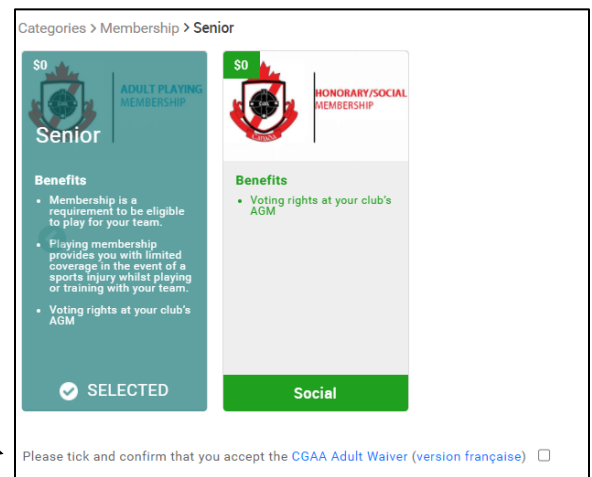 Categories > Membership > Senior
$0
ADULT PLAYING
MEMBERSHIP
Senior
Benefits
• Membership is a
requirement to be eligible
to play for your team.
• Playing membership
provides you with limited
coverage in the event of a
sports injury whilst playing
or training with your team.
• Voting rights at your club's
AGM
SELECTED
$0
HONORARY/SOCIAL
MEMBERSHIP
CANADA
Benefits
• Voting rights at your club's
AGM
Social
Please tick and confirm that you accept the CGAA Adult Waiver (version française)